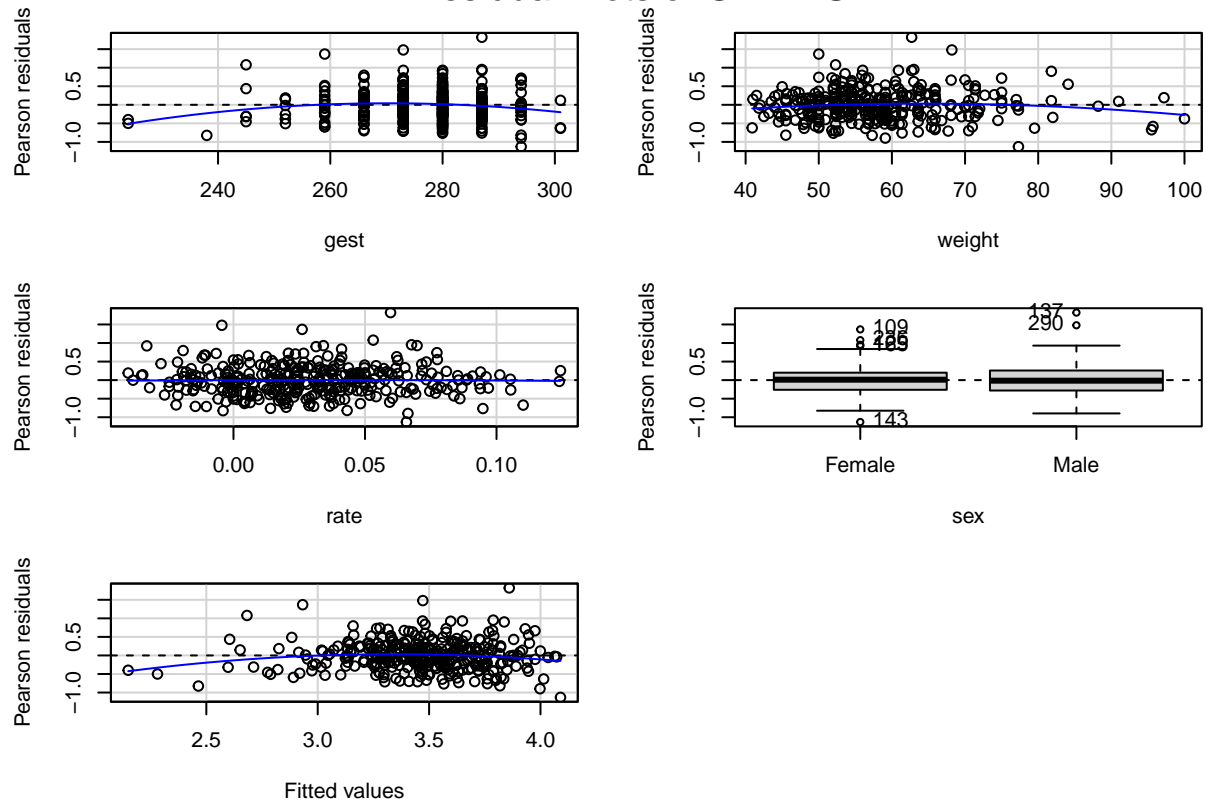 Pearson residuals
0.5
−1.0
240 260 280 300
gest
Pearson residuals
0.5
−1.0
40 50 60 70 80 90 100
weight
Pearson residuals
0.5
−1.0
0.00 0.05 0.10
rate
Pearson residuals
0.5
−1.0
109
143
137
290
Female Male
sex
Pearson residuals
0.5
−1.0
2.5 3.0 3.5 4.0
Fitted values